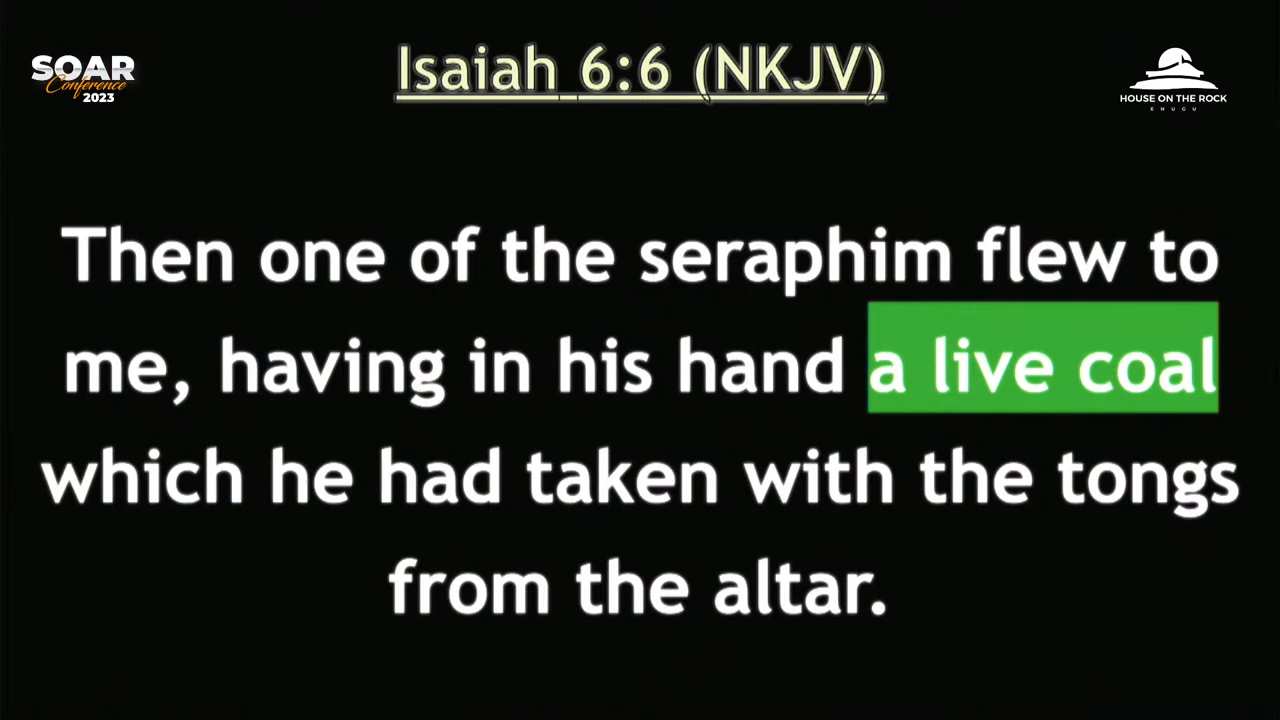 SOAR
Conference
2023
Isaiah 6:6 (NKJV)
HOUSE ON THE ROCK
ENUGU
Then one of the seraphim flew to
me, having in his hand a live coal
which he had taken with the tongs
from the altar.